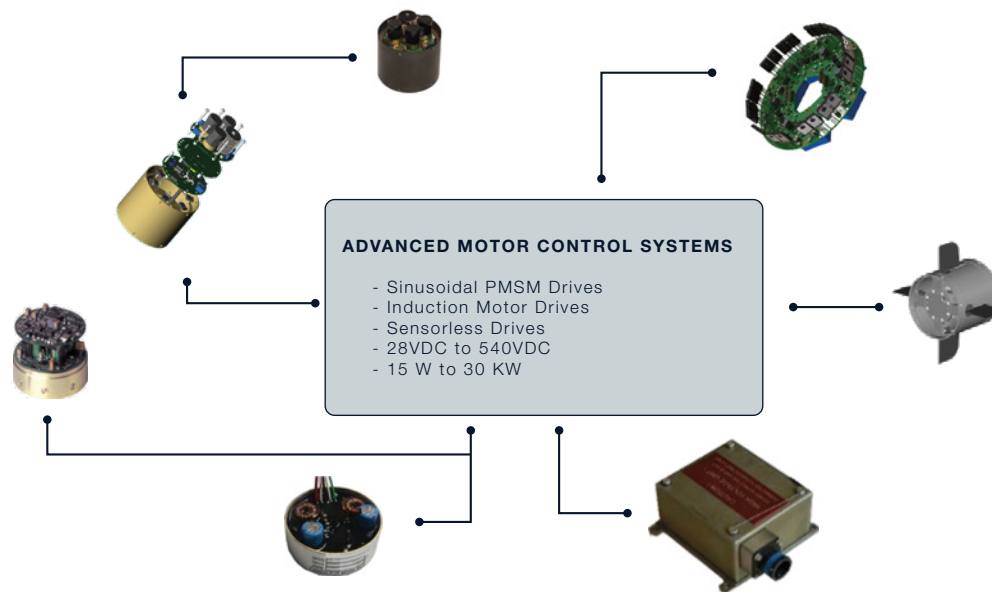 ADVANCED MOTOR CONTROL SYSTEMS
- Sinusoidal PMSM Drives
- Induction Motor Drives
- Sensorless Drives
- 28VDC to 540VDC
- 15 W to 30 KW